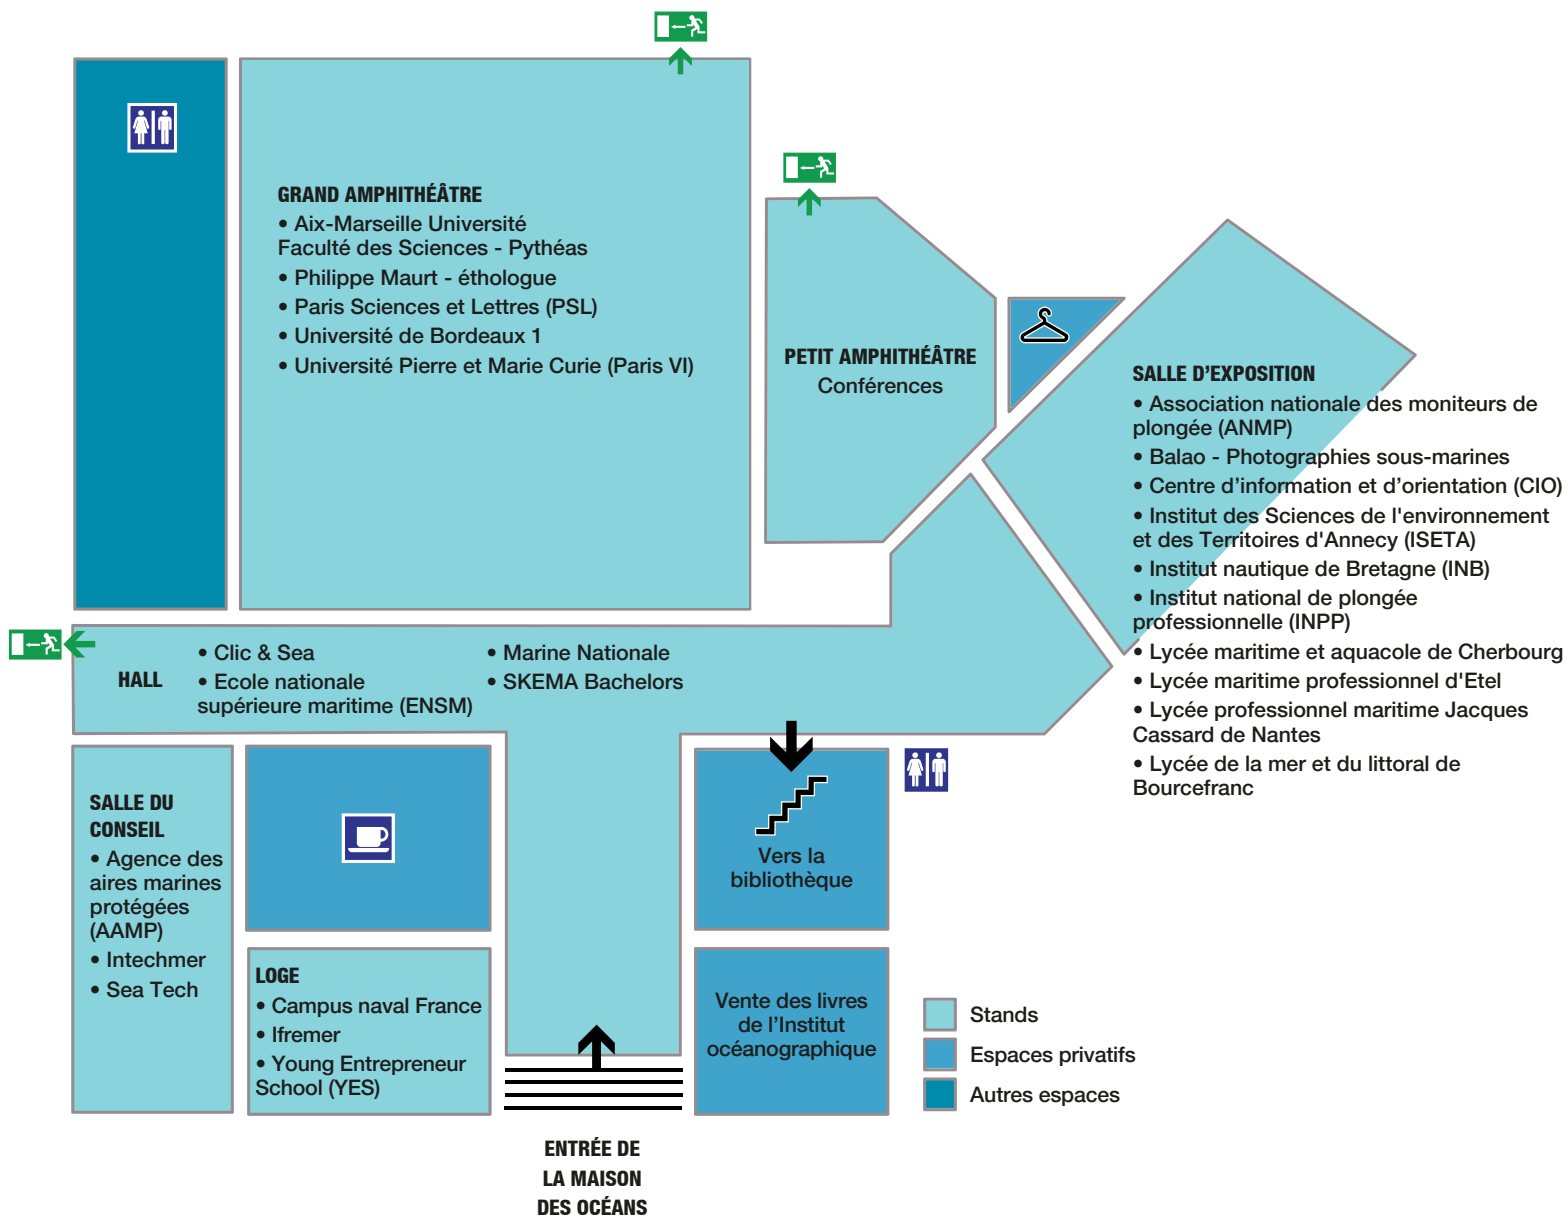 GRAND AMPHITHÉÂTRE
• Aix-Marseille Université
Faculté des Sciences - Pythéas
• Philippe Maurt - éthologue
• Paris Sciences et Lettres (PSL)
• Université de Bordeaux 1
• Université Pierre et Marie Curie (Paris VI)
PETIT AMPHITHÉÂTRE
Conférences
SALLE D’EXPOSITION
• Association nationale des moniteurs de
plongée (ANMP)
• Balao - Photographies sous-marines
• Centre d’information et d’orientation (CIO)
• Institut des Sciences de l'environnement
et des Territoires d'Annecy (ISETA)
• Institut nautique de Bretagne (INB)
• Institut national de plongée
professionnelle (INPP)
• Lycée maritime et aquacole de Cherbourg
• Lycée maritime professionnel d'Etel
• Lycée professionnel maritime Jacques
Cassard de Nantes
• Lycée de la mer et du littoral de
Bourcefranc
HALL
• Clic & Sea
• Ecole nationale
supérieure maritime (ENSM)
• Marine Nationale
• SKEMA Bachelors
SALLE DU
CONSEIL
• Agence des
aires marines
protégées
(AAMP)
• Intechmer
• Sea Tech
LOGE
• Campus naval France
• Ifremer
• Young Entrepreneur
School (YES)
Vers la
bibliothèque
Vente des livres
de l’Institut
océanographique
Stands
Espaces privatifs
Autres espaces
ENTRÉE DE
LA MAISON
DES OCÉANS